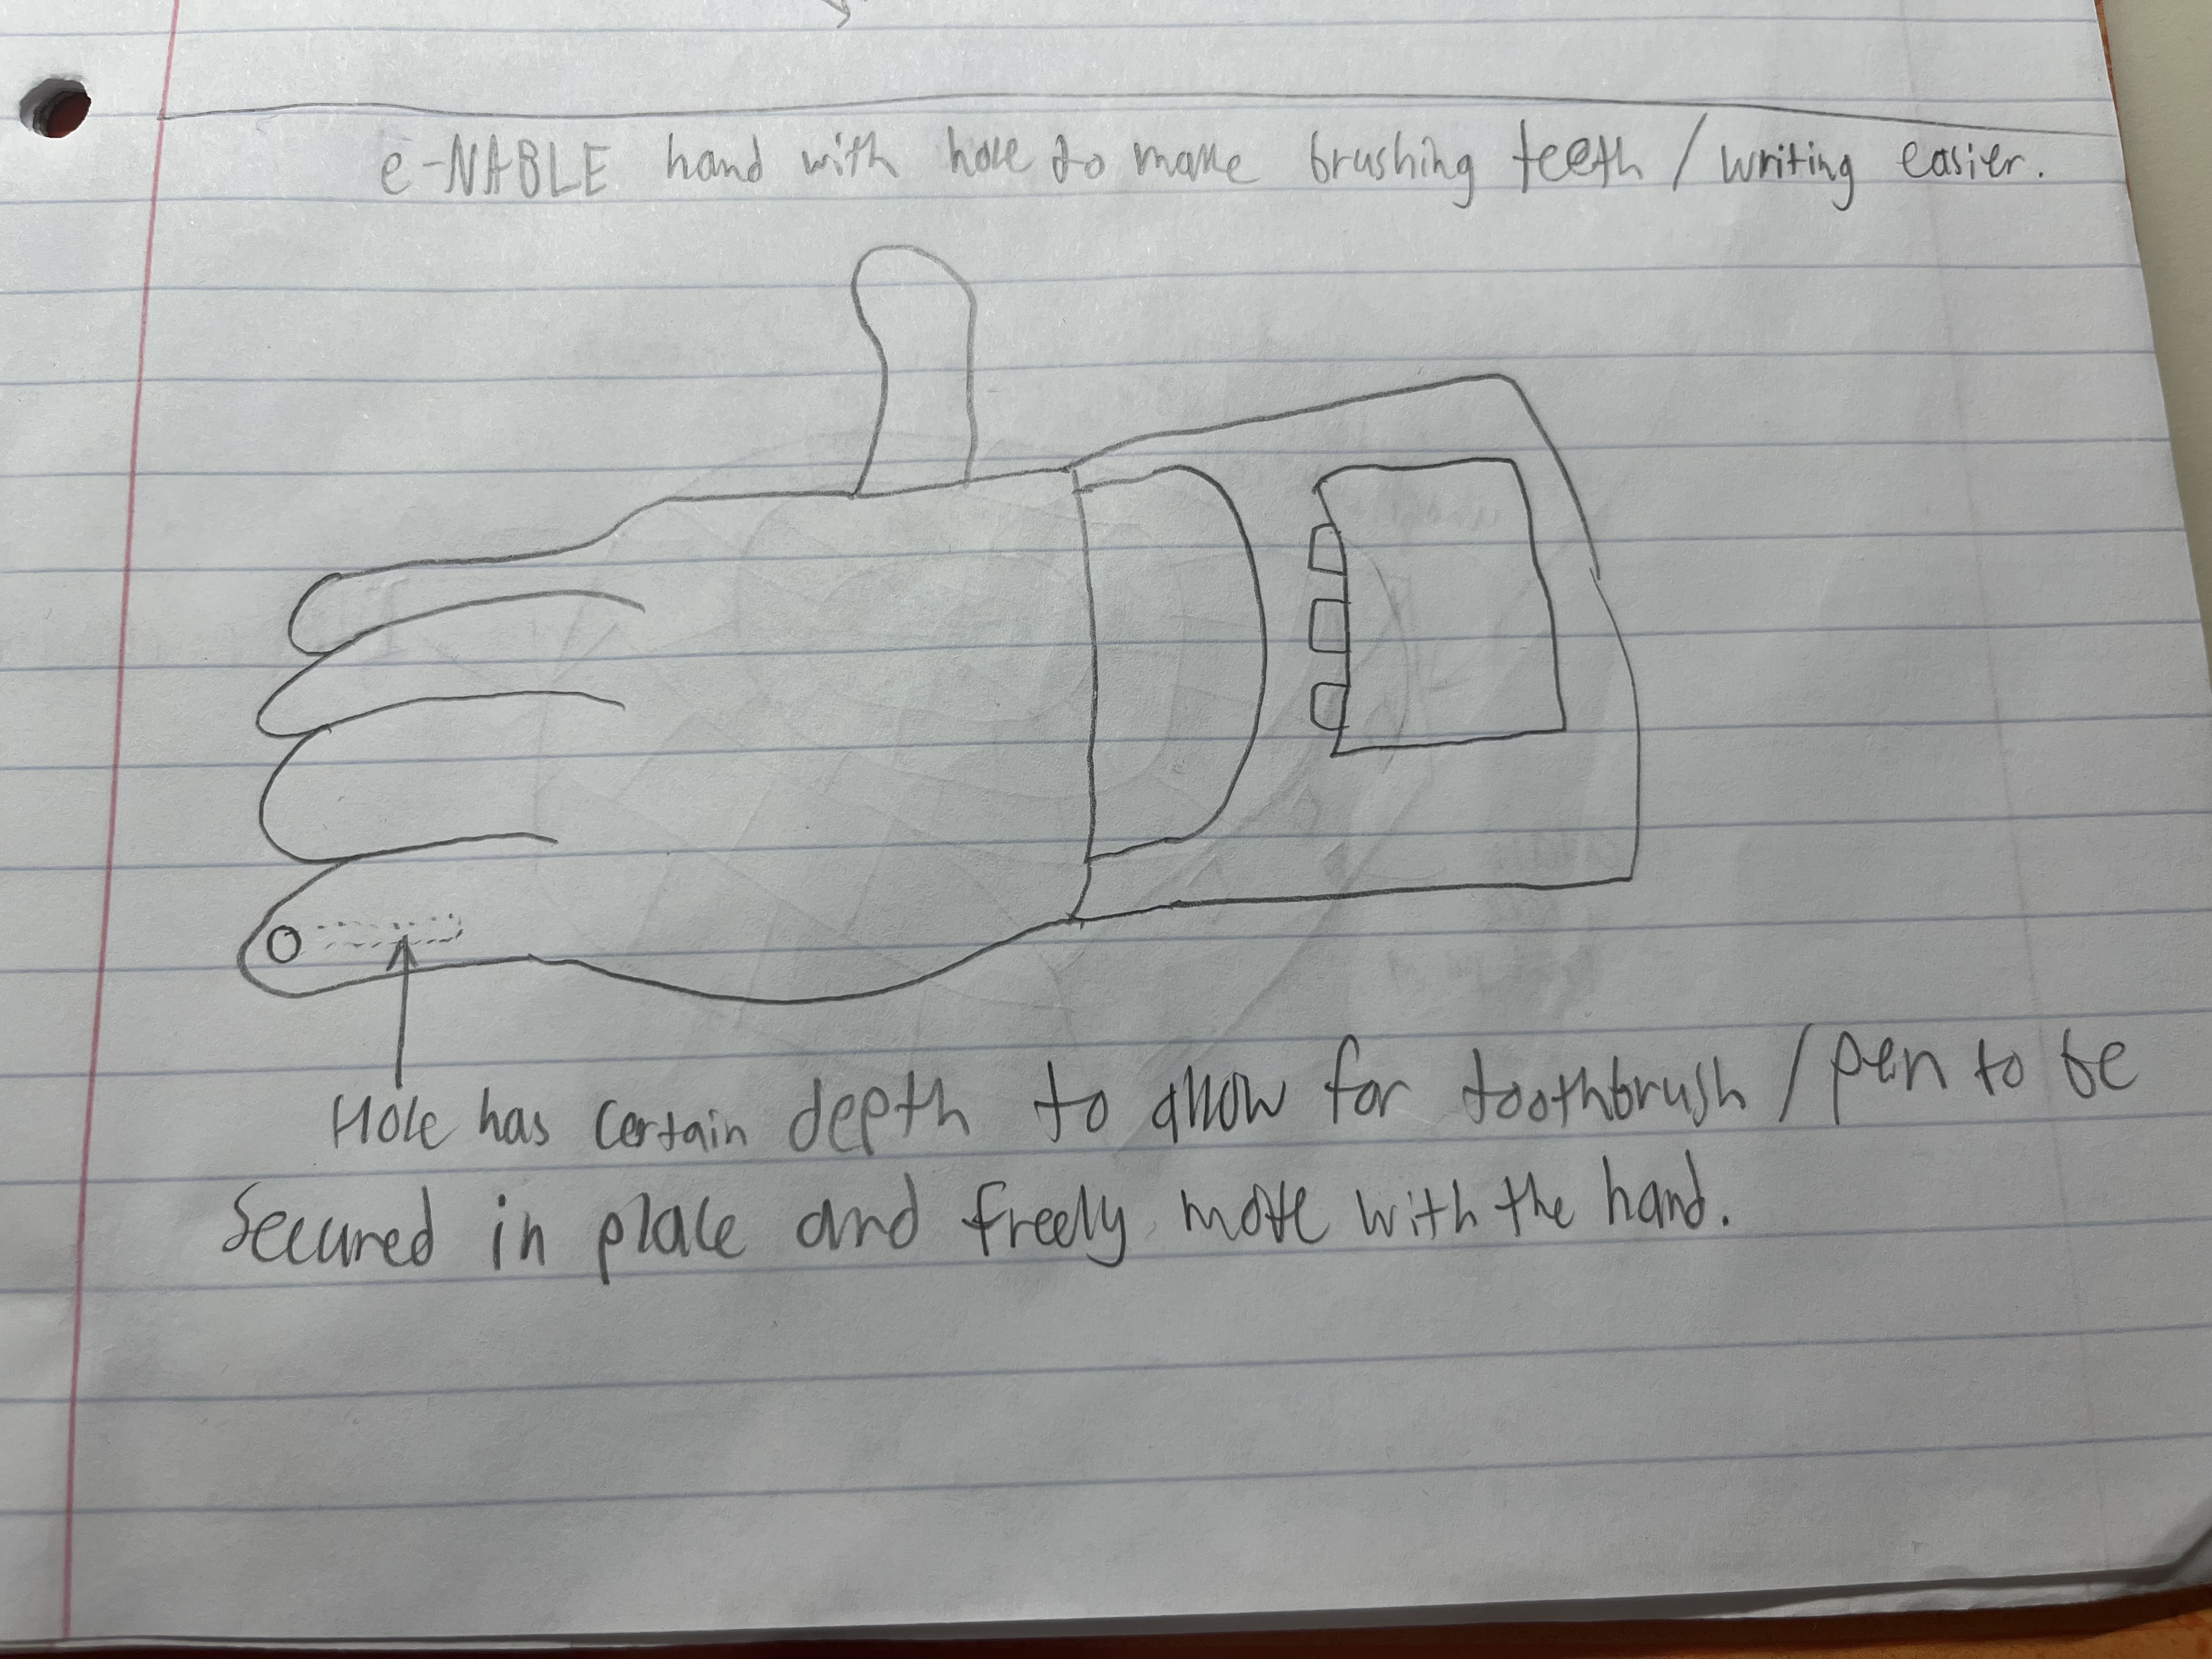 e-NABLE hand with hole to make brushing teeth / writing easier.
Hole has certain depth to allow for toothbrush / pen to be
secured in place and freely move with the hand.